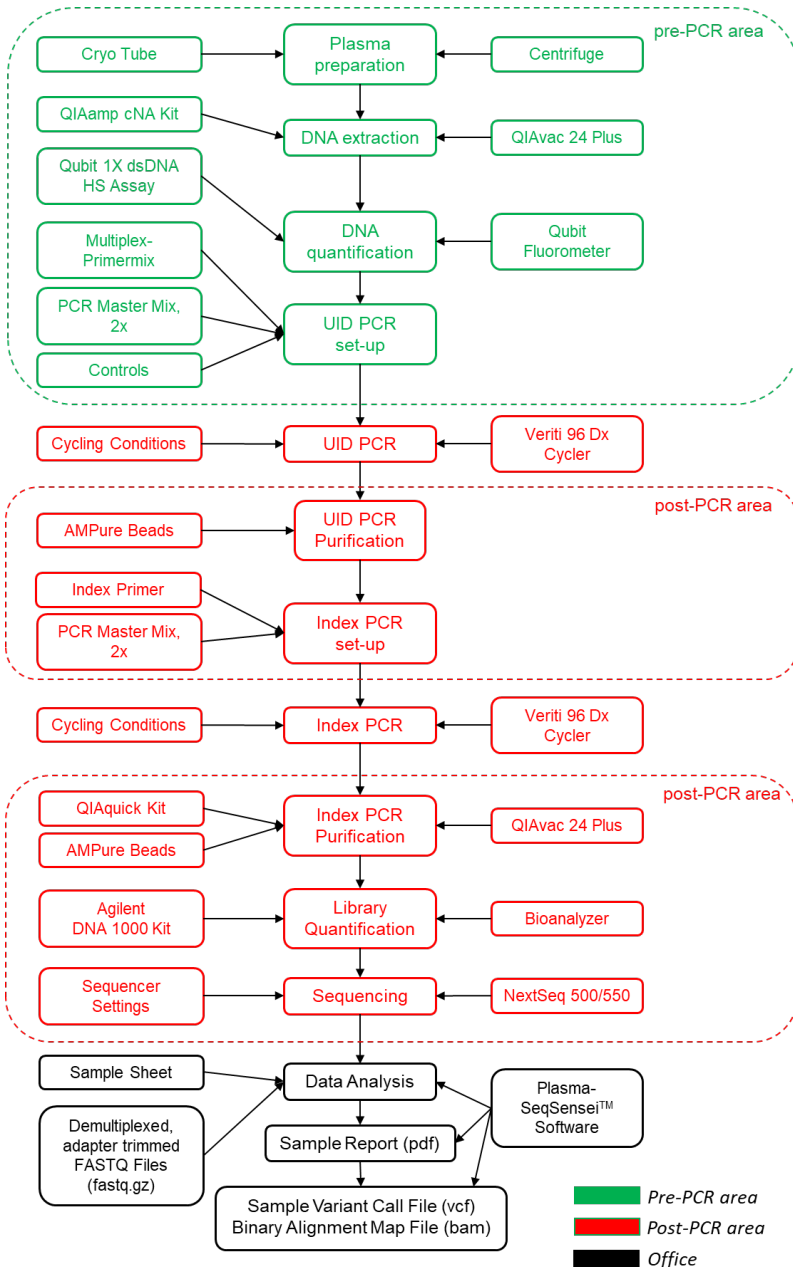 pre-PCR area
Cryo Tube
Plasma
preparation
Centrifuge
QIAamp cNA Kit
DNA extraction
QIAvac 24 Plus
Qubit 1X dsDNA
HS Assay
DNA
quantification
Qubit
Fluorometer
Multiplex-
Primermix
PCR Master Mix,
2x
Controls
UID PCR
set-up
Cycling Conditions
UID PCR
Veriti 96 Dx
Cycler
post-PCR area
AMPure Beads
UID PCR
Purification
Index Primer
PCR Master Mix,
2x
Index PCR
set-up
Cycling Conditions
Index PCR
Veriti 96 Dx
Cycler
post-PCR area
QIAquick Kit
AMPure Beads
Index PCR
Purification
QIAvac 24 Plus
Agilent
DNA 1000 Kit
Library
Quantification
Bioanalyzer
Sequencer
Settings
Sequencing
NextSeq 500/550
Sample Sheet
Data Analysis
Plasma-
SeqSensei™
Software
Demultiplexed,
adapter trimmed
FASTQ Files
(fastq.gz)
Sample Report (pdf)
Sample Variant Call File (vcf)
Binary Alignment Map File (bam)
Pre-PCR area
Post-PCR area
Office